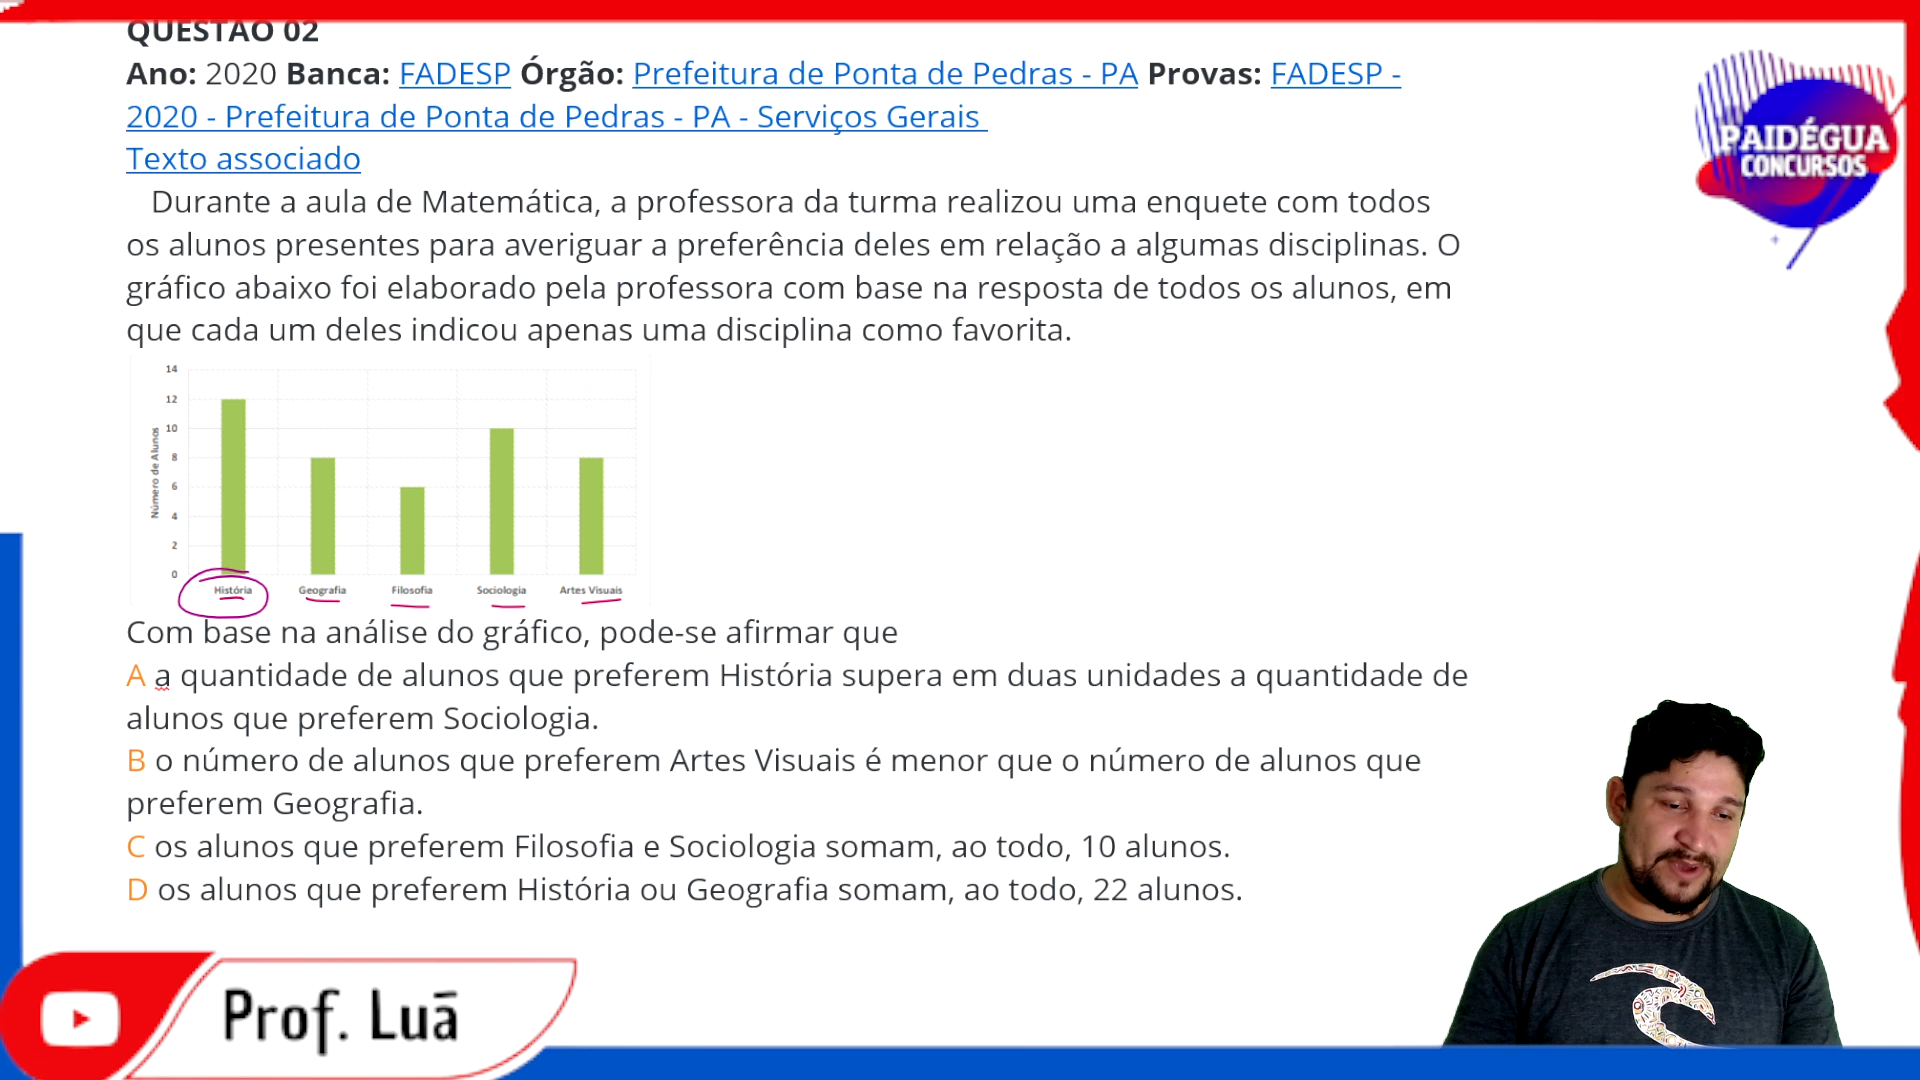 QUESTÃO 02
Ano: 2020 Banca: FADESP Órgão: Prefeitura de Ponta de Pedras - PA Provas: FADESP -
2020 - Prefeitura de Ponta de Pedras - PA - Serviços Gerais
Texto associado
Durante a aula de Matemática, a professora da turma realizou uma enquete com todos
os alunos presentes para averiguar a preferência deles em relação a algumas disciplinas. O
gráfico abaixo foi elaborado pela professora com base na resposta de todos os alunos, em
que cada um deles indicou apenas uma disciplina como favorita.
PAIDÉGUA
CONCURSOS
Número de Alunos
14
12
10
8
6
4
2
0
História Geografia Filosofia Sociologia Artes Visuais
Com base na análise do gráfico, pode-se afirmar que
A a quantidade de alunos que preferem História supera em duas unidades a quantidade de
alunos que preferem Sociologia.
B o número de alunos que preferem Artes Visuais é menor que o número de alunos que
preferem Geografia.
C os alunos que preferem Filosofia e Sociologia somam, ao todo, 10 alunos.
D os alunos que preferem História ou Geografia somam, ao todo, 22 alunos.
Prof. Luã